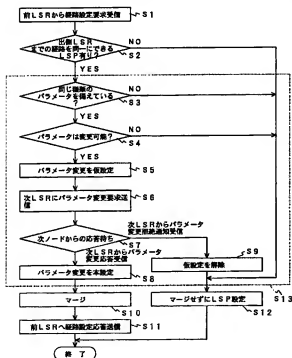 前LSRから経路設定要求受信
S1
出側LSR
までの経路を同一にできる
LSP有り?
S2
NO
YES
同じ種類の
パラメータを備えている
?
S3
NO
YES
パラメータは変更可能?
S4
NO
YES
パラメータ変更を仮設定
S5
次LSRにパラメータ変更要求送
信
S6
次ノードからの応答待ち
S7
次LSRからパラメータ
変更拒絶通知受信
次LSRからパラメ
ータ変更応答受信
パラメータ変更を本設定
S8
仮設定を解除
S9
S13
マージ
S10
マージせずにLSP設定
S12
前LSRへ経路設定応答送信
S11
終了